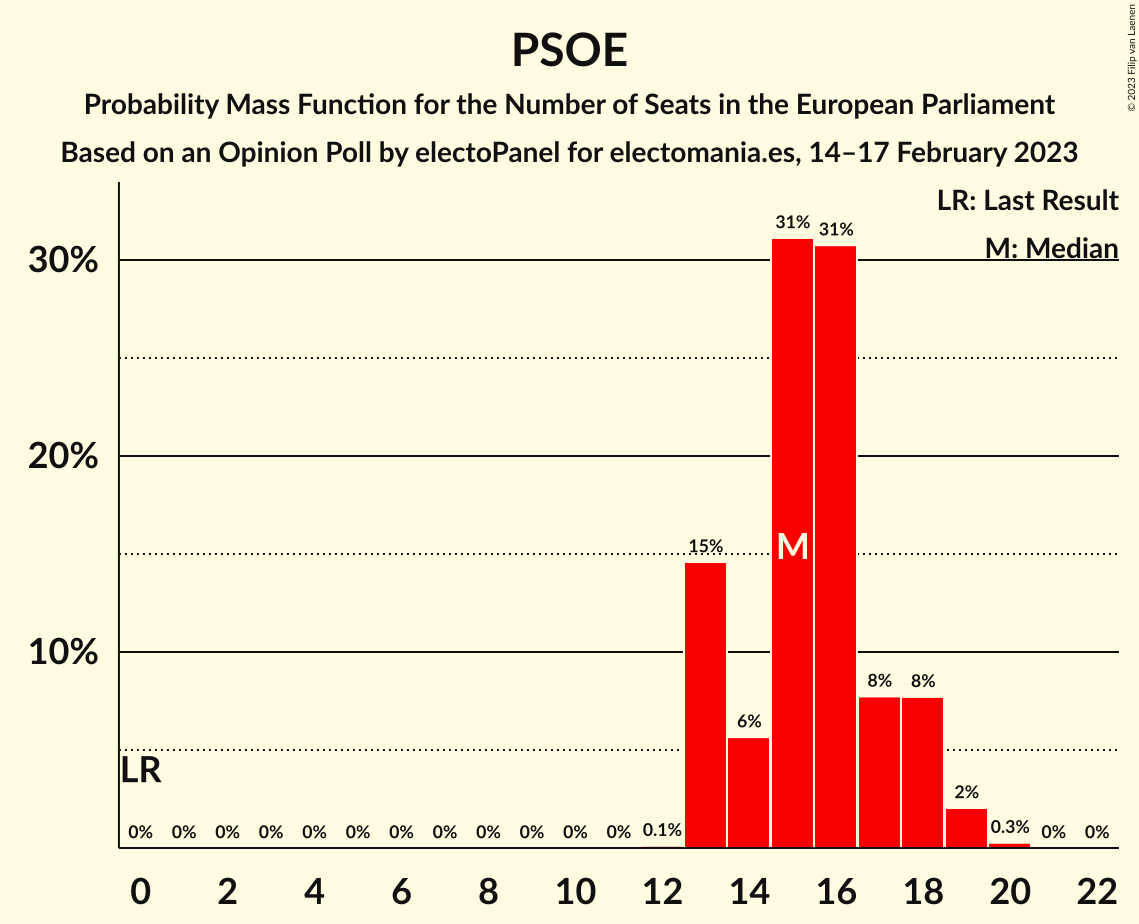 © 2023 Filip van Laenen
PSOE
Probability Mass Function for the Number of Seats in the European Parliament
Based on an Opinion Poll by electoPanel for electomania.es, 14–17 February 2023
LR: Last Result
M: Median
30%
20%
10%
31%
31%
15%
M
8%
8%
6%
LR
2%
0%
0%
0%
0%
0%
0%
0%
0%
0%
0%
0%
0%
0.1%
0.3%
0%
0%
0 2 4 6 8 10 12 14 16 18 20 22